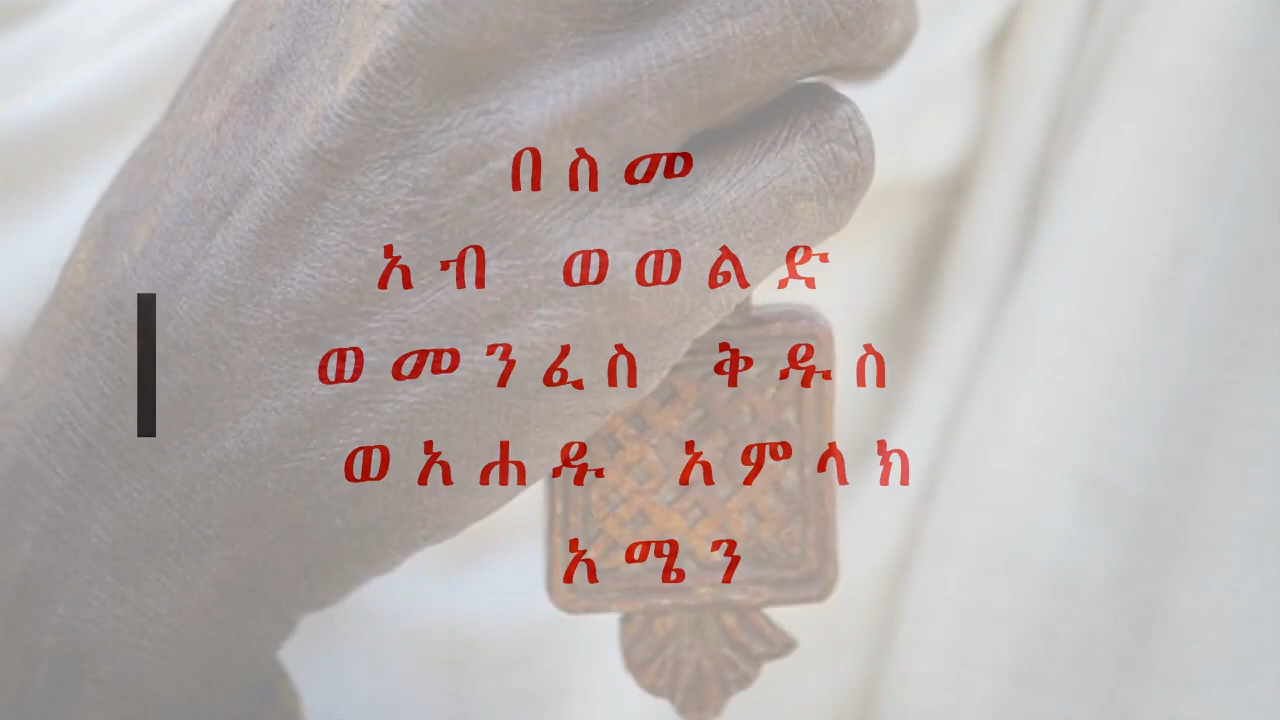 በስመ
አብ ወወልድ
ወመንፈስ ቅዱስ
ወአሐዱ አምላክ
አሜን